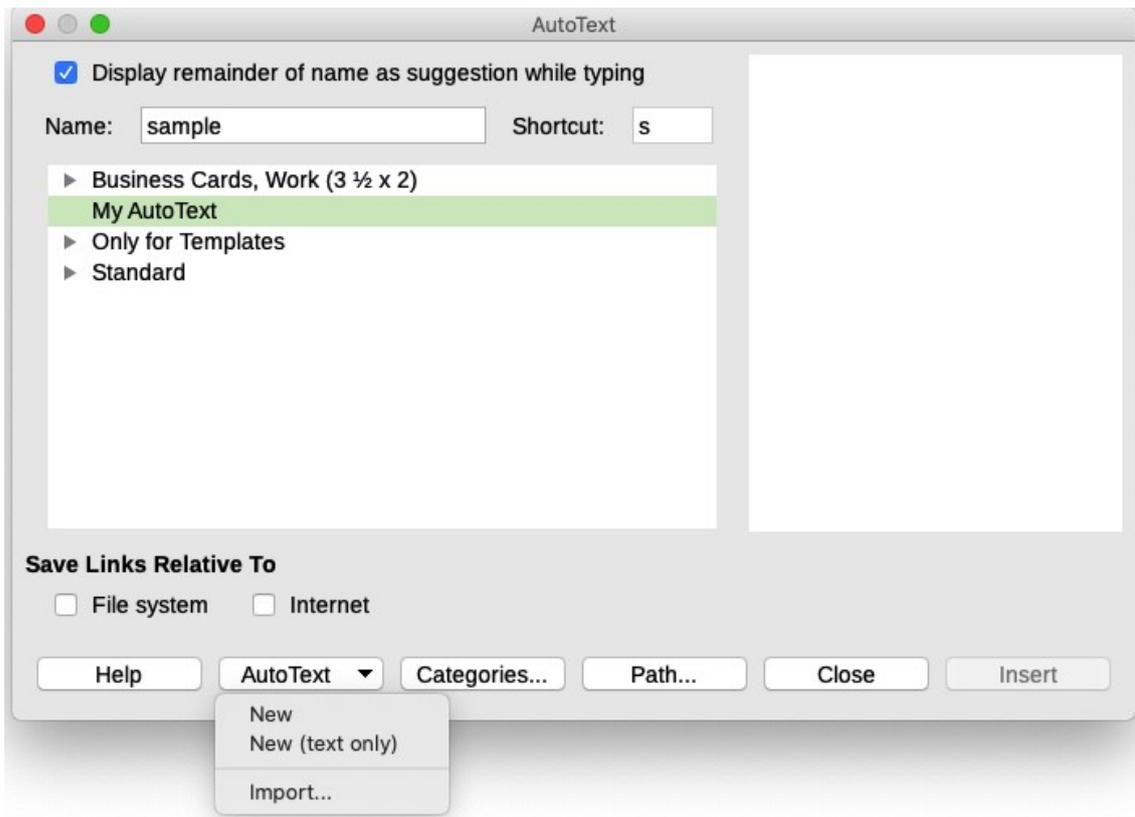 AutoText
Display remainder of name as suggestion while typing
Name: sample Shortcut: s
Business Cards, Work (3 ½ x 2)
My AutoText
Only for Templates
Standard
Save Links Relative To
File system Internet
Help AutoText Categories... Path... Close Insert
New
New (text only)
Import...